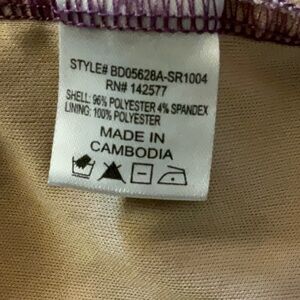 STYLE# BD05628A-SR1004
RN# 142577
SHELL: 96% POLYESTER 4% SPANDEX
LINING: 100% POLYESTER
MADE IN
CAMBODIA